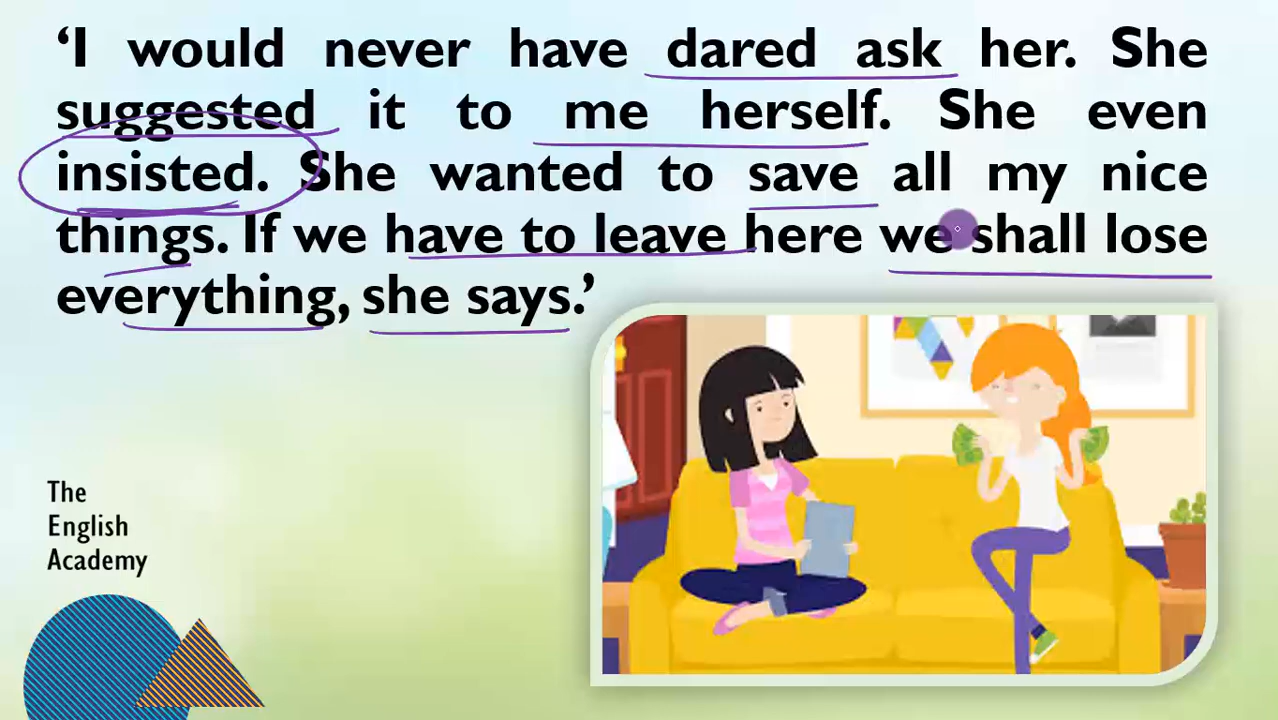 ‘I would never have dared ask her. She
suggested it to me herself. She even
insisted. She wanted to save all my nice
things. If we have to leave here we shall lose
everything, she says.’
The
English
Academy